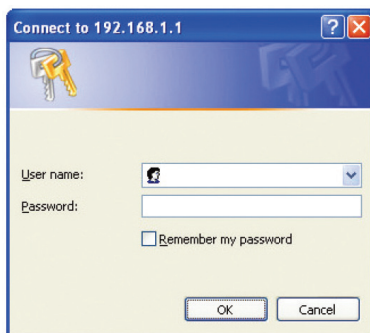 Connect to 192.168.1.1
User name:
Password:
Remember my password
OK
Cancel